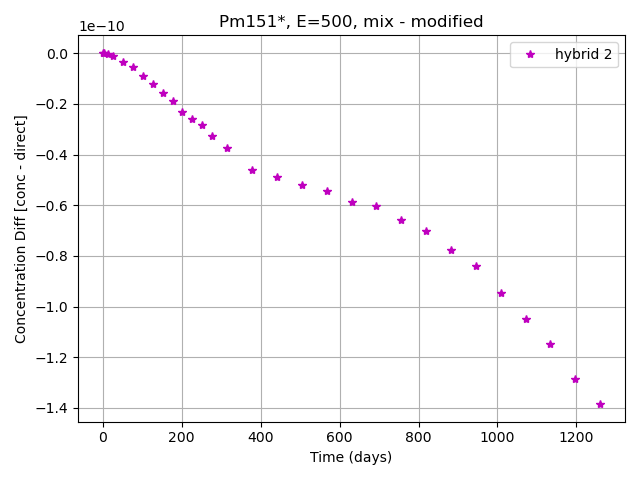 Pm151*, E=500, mix - modified
1e−10
hybrid 2
0.0
−0.2
−0.4
−0.6
−0.8
−1.0
−1.2
−1.4
Concentration Diff [conc - direct]
0 200 400 600 800 1000 1200
Time (days)